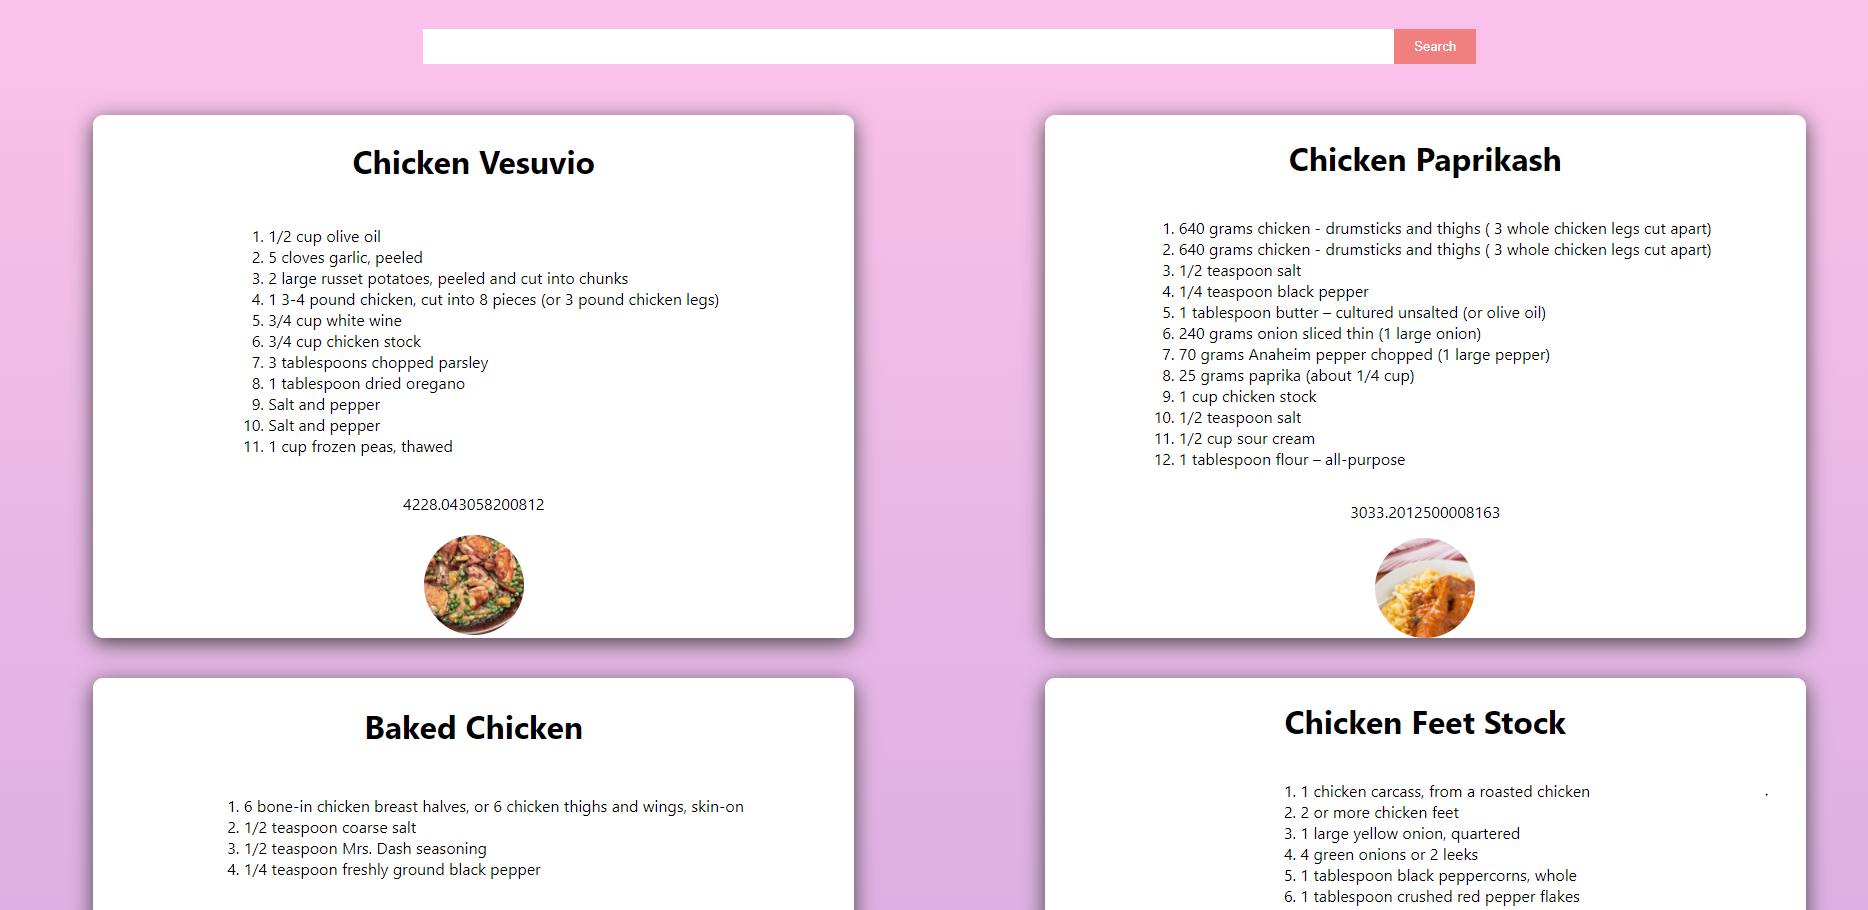 Search
Chicken Vesuvio
1. 1/2 cup olive oil
2. 5 cloves garlic, peeled
3. 2 large russet potatoes, peeled and cut into chunks
4. 1 3-4 pound chicken, cut into 8 pieces (or 3 pound chicken legs)
5. 3/4 cup white wine
6. 3/4 cup chicken stock
7. 3 tablespoons chopped parsley
8. 1 tablespoon dried oregano
9. Salt and pepper
10. Salt and pepper
11. 1 cup frozen peas, thawed
4228.043058200812
Chicken Paprikash
1. 640 grams chicken - drumsticks and thighs ( 3 whole chicken legs cut apart)
2. 640 grams chicken - drumsticks and thighs ( 3 whole chicken legs cut apart)
3. 1/2 teaspoon salt
4. 1/4 teaspoon black pepper
5. 1 tablespoon butter – cultured unsalted (or olive oil)
6. 240 grams onion sliced thin (1 large onion)
7. 70 grams Anaheim pepper chopped (1 large pepper)
8. 25 grams paprika (about 1/4 cup)
9. 1 cup chicken stock
10. 1/2 teaspoon salt
11. 1/2 cup sour cream
12. 1 tablespoon flour – all-purpose
3033.2012500008163
Baked Chicken
1. 6 bone-in chicken breast halves, or 6 chicken thighs and wings, skin-on
2. 1/2 teaspoon coarse salt
3. 1/2 teaspoon Mrs. Dash seasoning
4. 1/4 teaspoon freshly ground black pepper
Chicken Feet Stock
1. 1 chicken carcass, from a roasted chicken
2. 2 or more chicken feet
3. 1 large yellow onion, quartered
4. 4 green onions or 2 leeks
5. 1 tablespoon black peppercorns, whole
6. 1 tablespoon crushed red pepper flakes